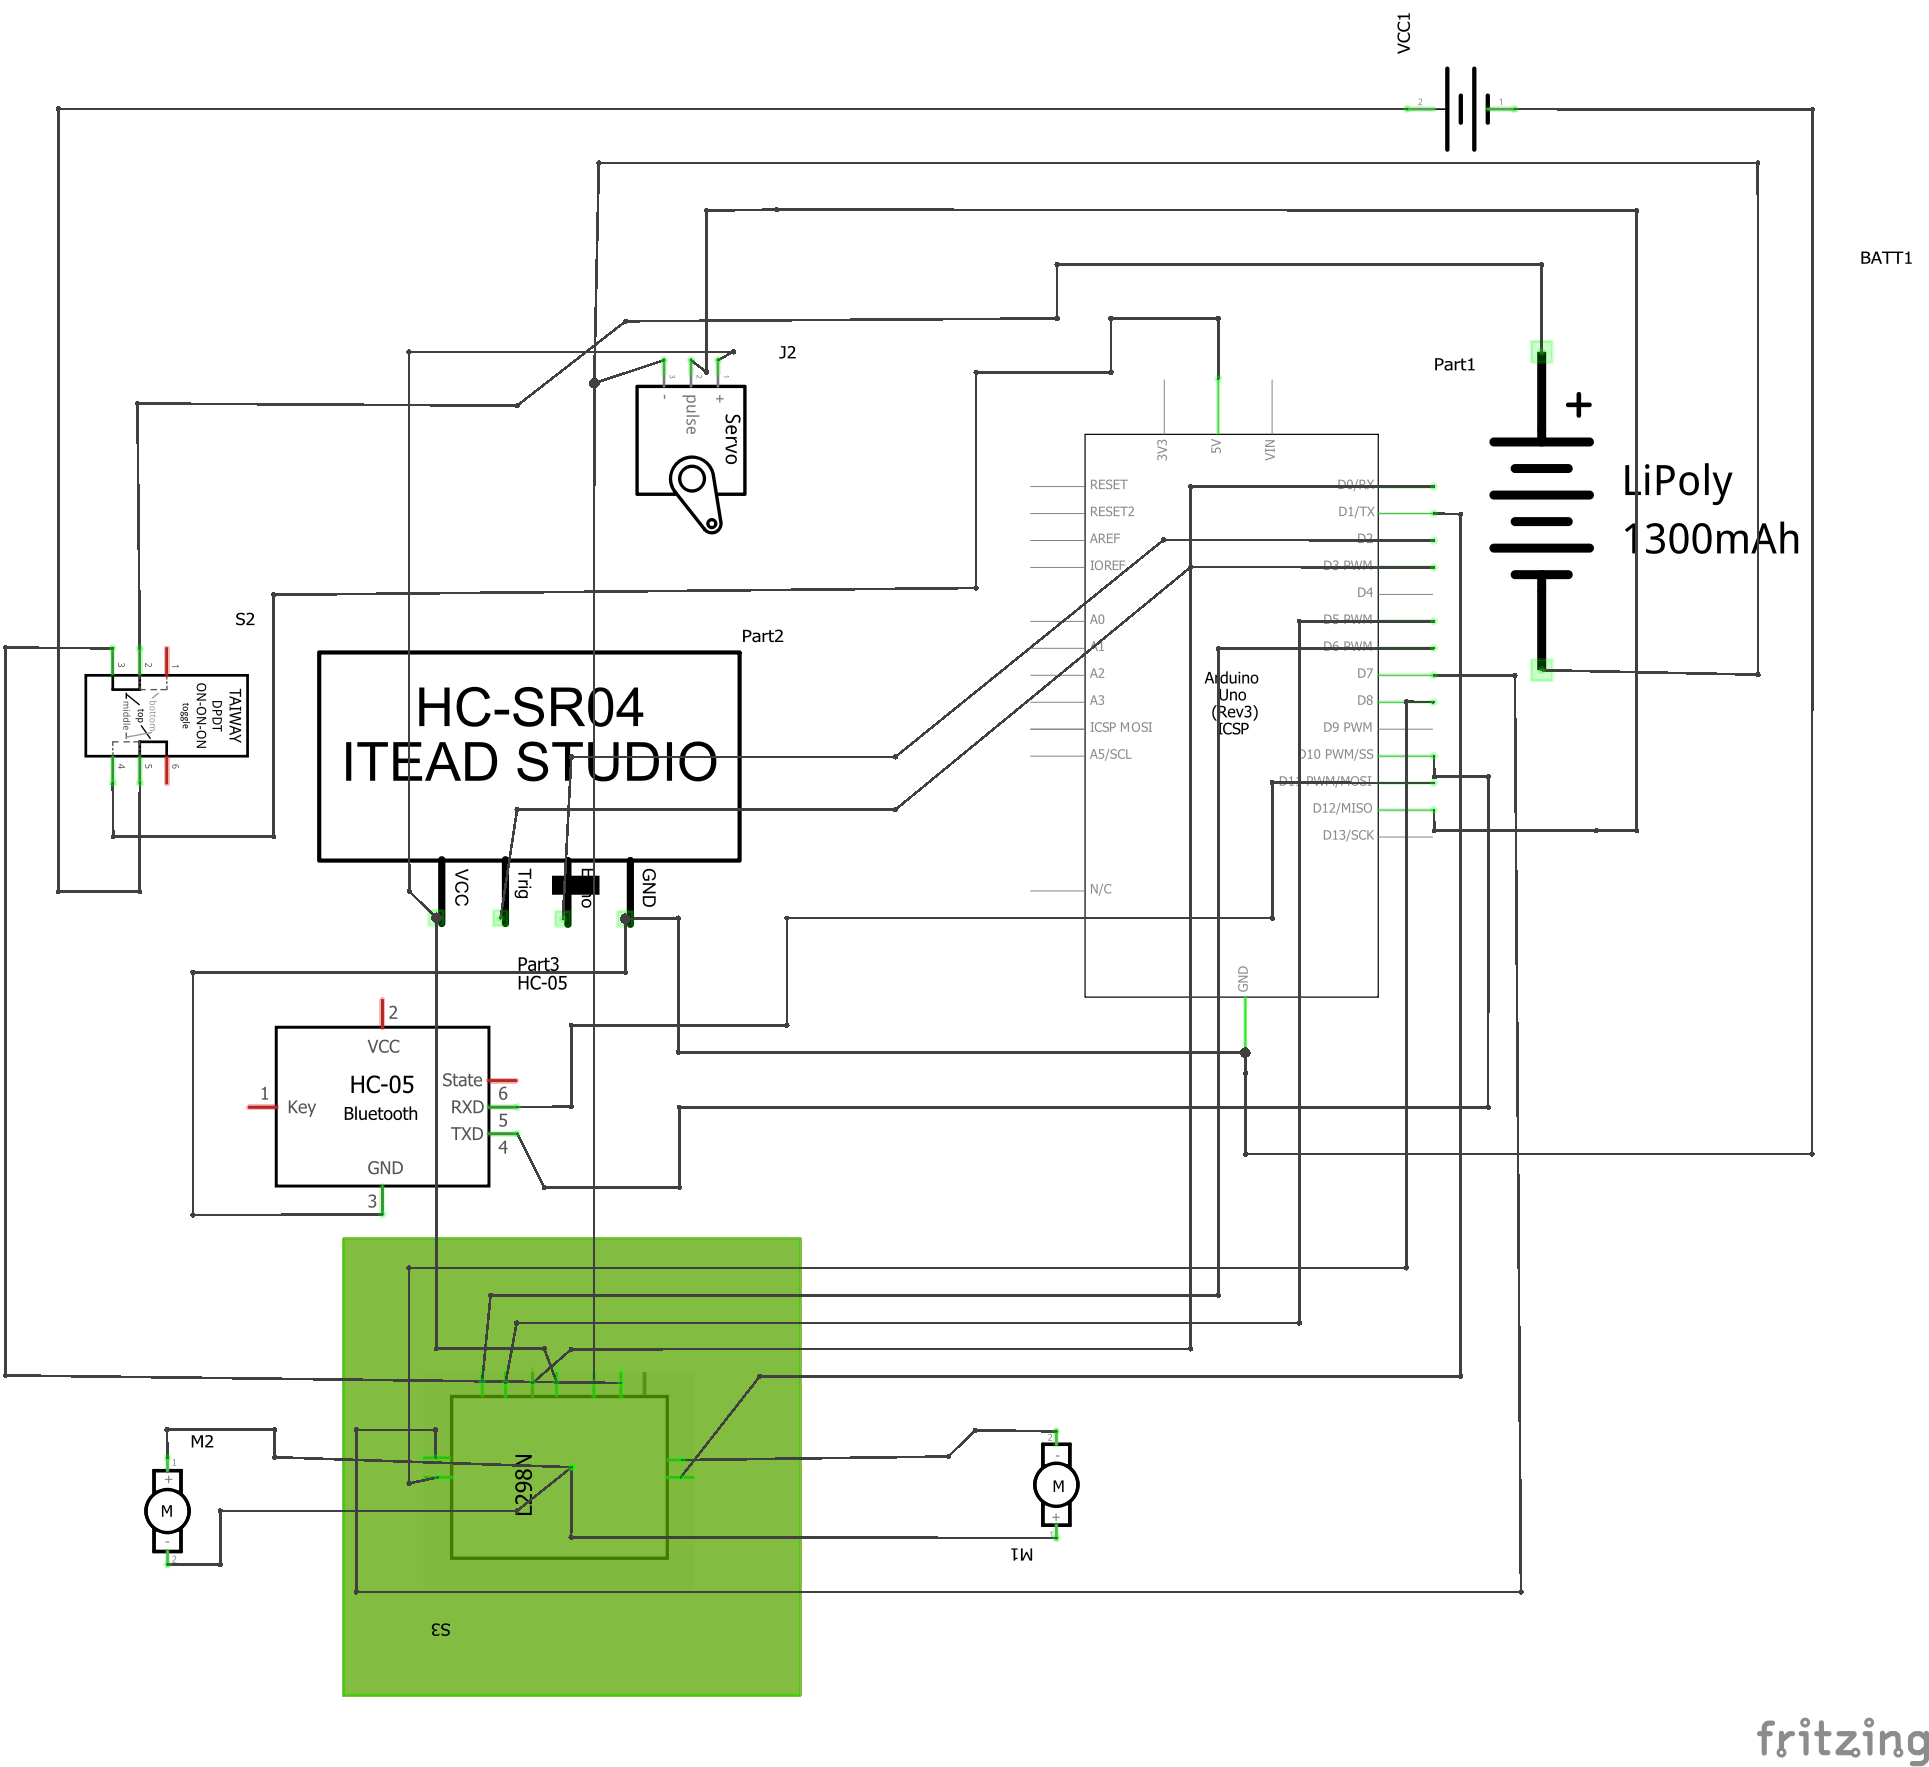 VCC1
2
1
BATT1
J2
3
2
1
-
pulse
+
Servo
Part1
+
LiPoly
1300mAh
3V3
5V
VIN
RESET
RESET2
AREF
IOREF
A0
A1
A2
A3
ICSP MOSI
A5/SCL
N/C
GND
D0/RX
D1/TX
D2
D3 PWM
D4
D5 PWM
D6 PWM
D7
D8
D9 PWM
D10 PWM/SS
D11 PWM/MOSI
D12/MISO
D13/SCK
Arduino
Uno
(Rev3)
ICSP
S2
3
2
1
TAIWAY
DPDT
ON-ON-ON
toggle
bottom
top
middle
4
5
6
Part2
HC-SR04
ITEAD STUDIO
VCC
Trig
Echo
GND
Part3
HC-05
2
VCC
HC-05
Bluetooth
1
Key
State
6
RXD
5
TXD
4
GND
3
M2
1
+
M
-
2
L298N
S3
2
-
M
+
1
M1
fritzing